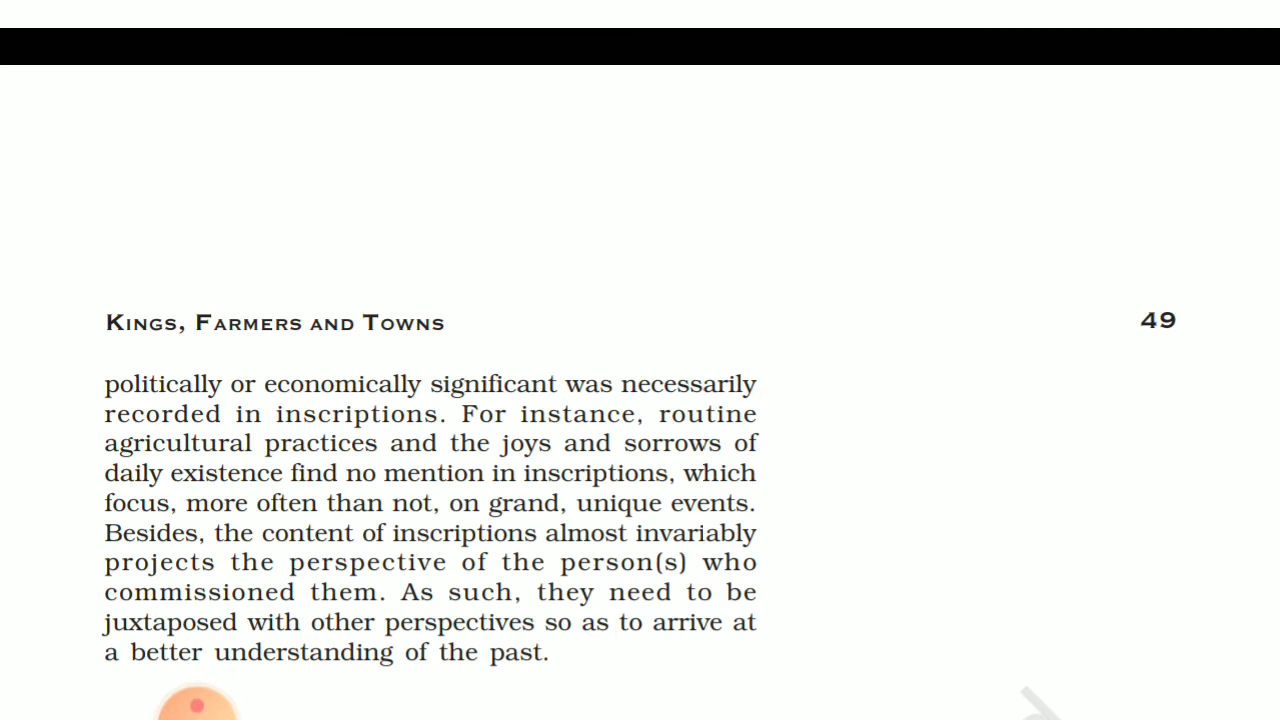 Kings, Farmers and Towns
49
politically or economically significant was necessarily
recorded in inscriptions. For instance, routine
agricultural practices and the joys and sorrows of
daily existence find no mention in inscriptions, which
focus, more often than not, on grand, unique events.
Besides, the content of inscriptions almost invariably
projects the perspective of the person(s) who
commissioned them. As such, they need to be
juxtaposed with other perspectives so as to arrive at
a better understanding of the past.